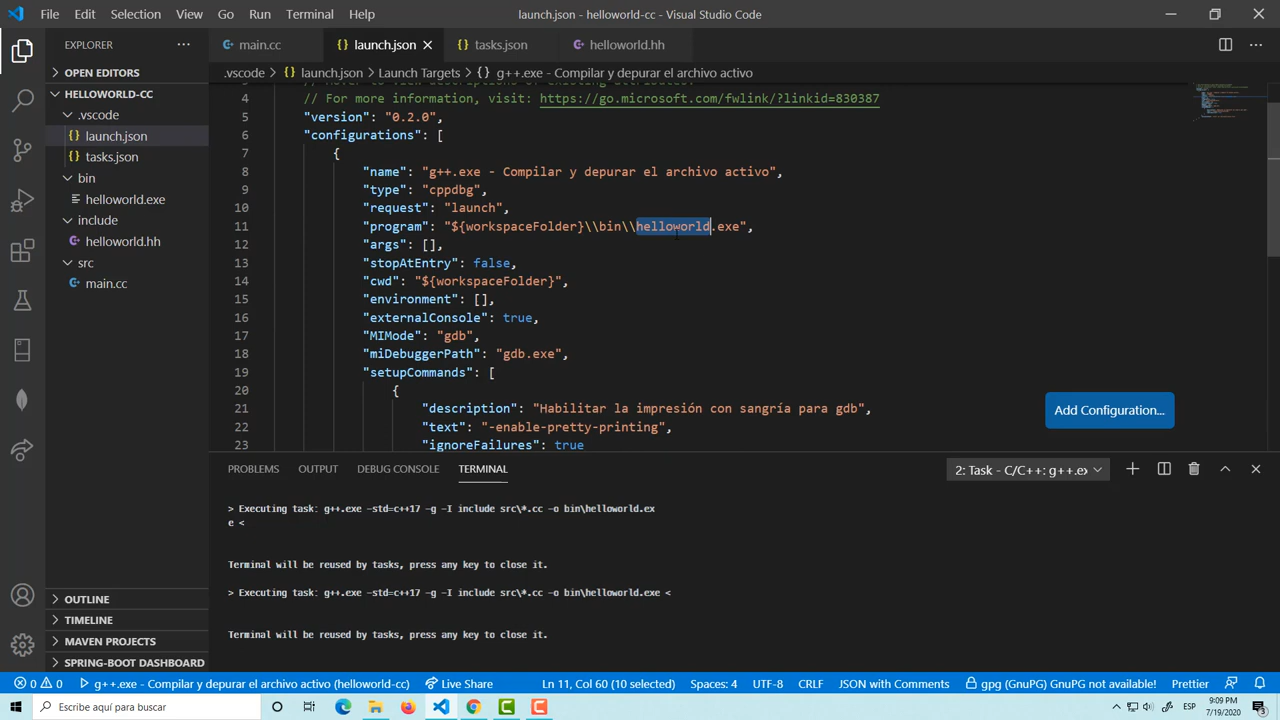 File Edit Selection View Go Run Terminal Help launch.json - helloworld-cc - Visual Studio Code
EXPLORER main.cc launch.json tasks.json helloworld.hh
OPEN EDITORS .vscode launch.json Launch Targets g++.exe - Compilar y depurar el archivo activo
HELLOWORLD-CC
.vscode
launch.json
tasks.json
bin
helloworld.exe
include
helloworld.hh
src
main.cc
OUTLINE
TIMELINE
MAVEN PROJECTS
SPRING-BOOT DASHBOARD
4 // For more information, visit: https://go.microsoft.com/fwlink/?linkid=830387
5 "version": "0.2.0",
6 "configurations": [
7 {
8 "name": "g++.exe - Compilar y depurar el archivo activo",
9 "type": "cppdbg",
10 "request": "launch",
11 "program": "${workspaceFolder}\\bin\\helloworld.exe",
12 "args": [],
13 "stopAtEntry": false,
14 "cwd": "${workspaceFolder}",
15 "environment": [],
16 "externalConsole": true,
17 "MIMode": "gdb",
18 "miDebuggerPath": "gdb.exe",
19 "setupCommands": [
20 {
21 "description": "Habilitar la impresión con sangría para gdb",
22 "text": "-enable-pretty-printing",
23 "ignoreFailures": true
Add Configuration...
PROBLEMS OUTPUT DEBUG CONSOLE TERMINAL 2: Task - C/C++: g++.e
> Executing task: g++.exe -std=c++17 -g -I include src\*.cc -o bin\helloworld.ex
e <
Terminal will be reused by tasks, press any key to close it.
> Executing task: g++.exe -std=c++17 -g -I include src\*.cc -o bin\helloworld.exe <
Terminal will be reused by tasks, press any key to close it.
0 0 g++.exe - Compilar y depurar el archivo activo (helloworld-cc) Live Share Ln 11, Col 60 (10 selected) Spaces: 4 UTF-8 CRLF JSON with Comments gpg (GnuPG) GnuPG not available! Prettier
Escribe aquí para buscar ESP 9:09 PM
7/19/2020 3